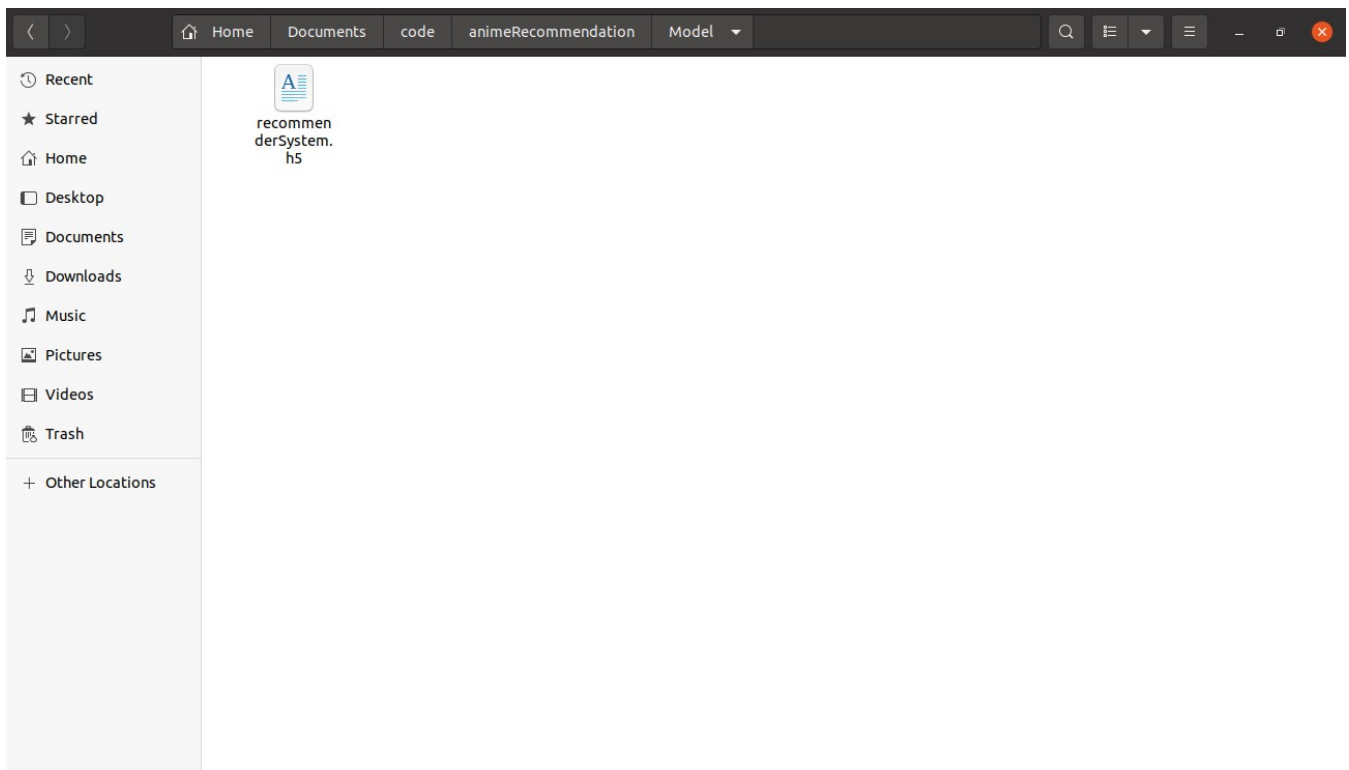 Home Documents code animeRecommendation Model
Recent
Starred
Home
Desktop
Documents
Downloads
Music
Pictures
Videos
Trash
Other Locations
recommen
derSystem.
h5